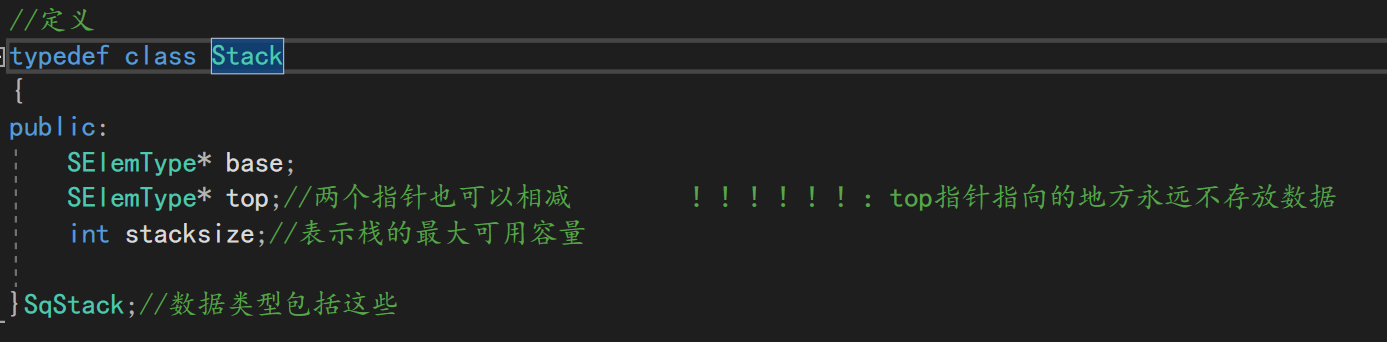 //定义
typedef class Stack
{
public:
SElemType* base;
SElemType* top;//两个指针也可以相减 ！！！！！！：top指针指向的地方永远不存放数据
int stacksize;//表示栈的最大可用容量
}SqStack;//数据类型包括这些